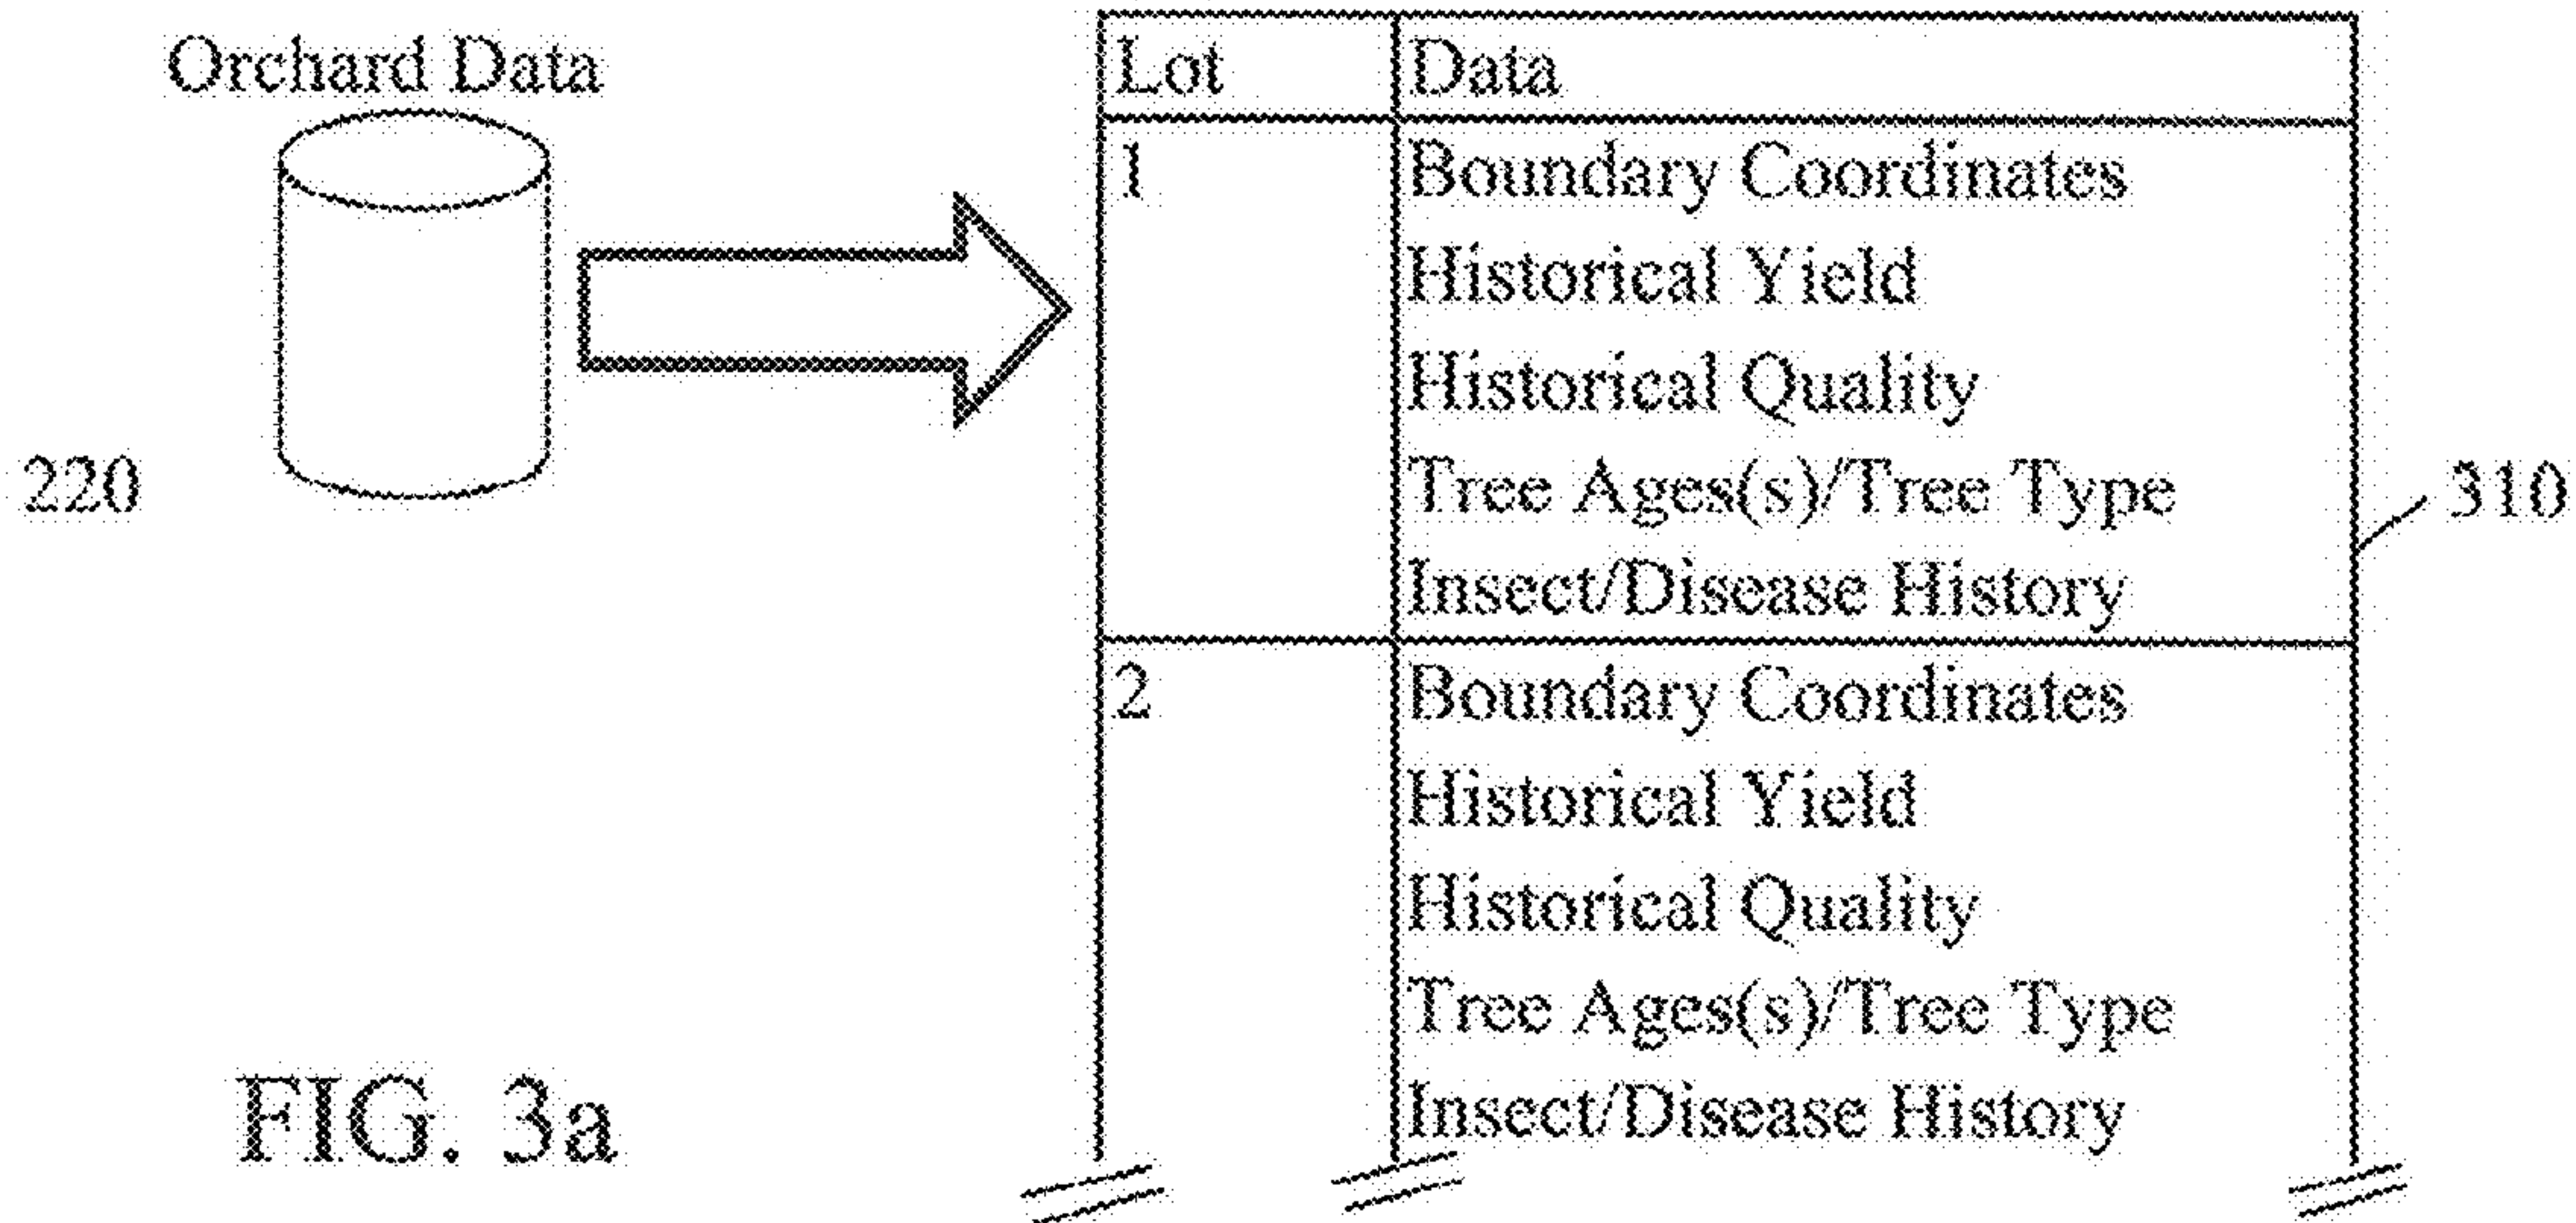 Orchard Data
220
Lot Data
1 Boundary Coordinates
Historical Yield
Historical Quality
Tree Ages(s)/Tree Type
Insect/Disease History
2 Boundary Coordinates
Historical Yield
Historical Quality
Tree Ages(s)/Tree Type
Insect/Disease History
310
FIG. 3a